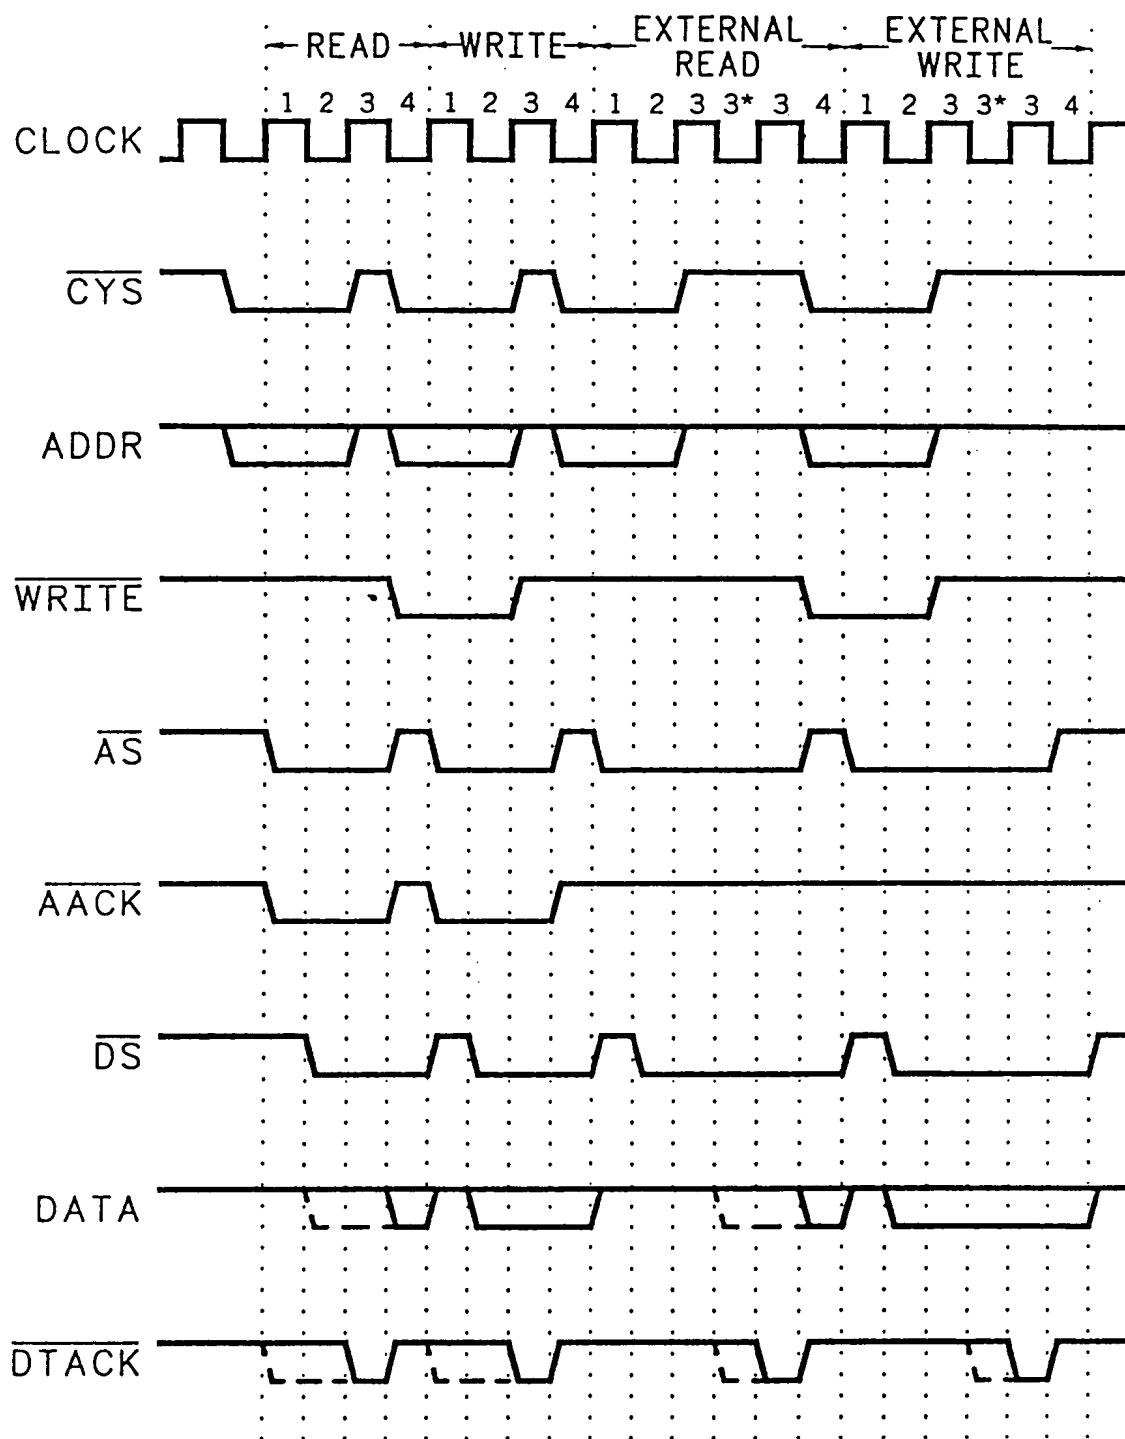 READ WRITE EXTERNAL READ EXTERNAL WRITE
1 2 3 4 1 2 3 4 1 2 3 3* 3 4 1 2 3 3* 3 4
CLOCK
CYS
ADDR
WRITE
AS
AACK
DS
DATA
DTACK